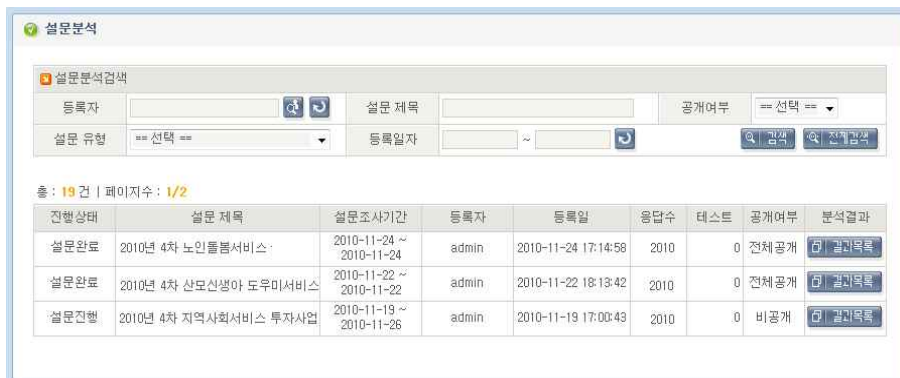 설문분석
설문분석검색
등록자 설문 제목 공개여부 == 선택 ==
설문 유형 == 선택 == 등록일자 ~ 검색 전체검색
총 : 19 건 | 페이지수 : 1/2
진행상태 설문 제목 설문조사기간 등록자 등록일 응답수 테스트 공개여부 분석결과
설문완료 2010년 4차 노인돌봄서비스 2010-11-24 ~ 2010-11-24 admin 2010-11-24 17:14:58 2010 0 전체공개 결과목록
설문완료 2010년 4차 산모신생아 도우미서비스 2010-11-22 ~ 2010-11-22 admin 2010-11-22 18:13:42 2010 0 전체공개 결과목록
설문진행 2010년 4차 지역사회서비스 투자사업 2010-11-19 ~ 2010-11-26 admin 2010-11-19 17:00:43 2010 0 비공개 결과목록